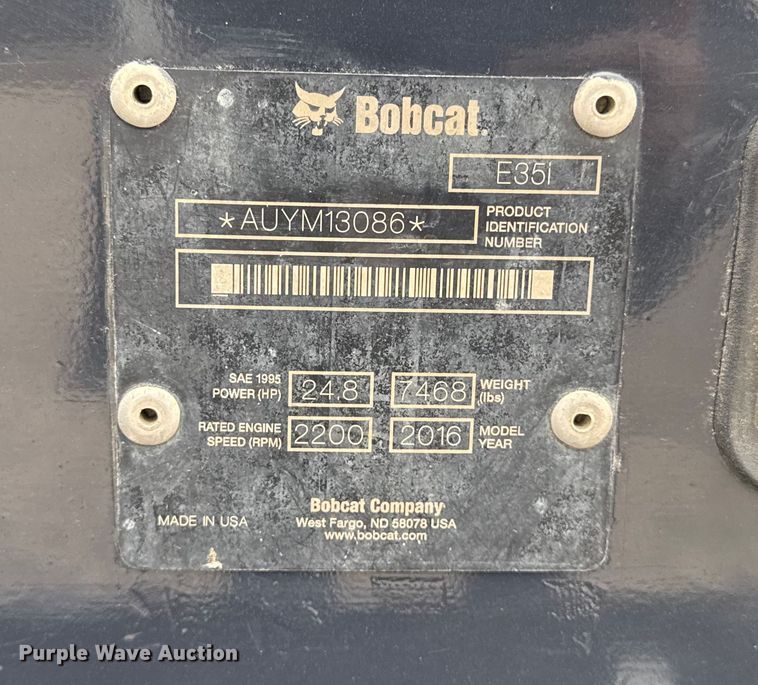 Bobcat.
E35i
*AUYM13086*
PRODUCT
IDENTIFICATION
NUMBER
SAE 1995
POWER (HP)
24.8
7468
WEIGHT
(lbs)
RATED ENGINE
SPEED (RPM)
2200
2016
MODEL
YEAR
Bobcat Company
MADE IN USA
West Fargo, ND 58078 USA
www.bobcat.com
Purple Wave Auction